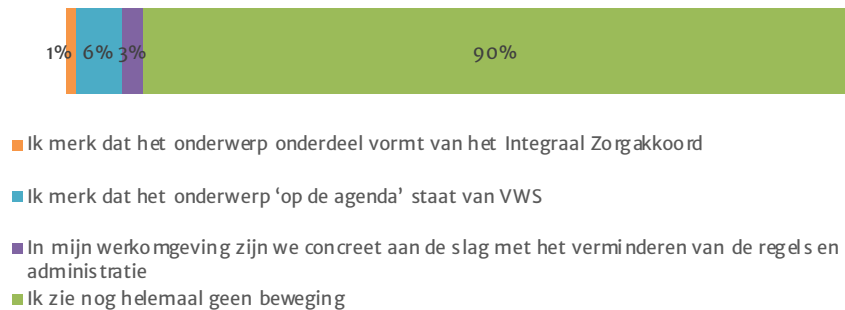 1% 6% 3% 90%
Ik merk dat het onderwerp onderdeel vormt van het Integraal Zorgakkoord
Ik merk dat het onderwerp ‘op de agenda’ staat van VWS
In mijn werkomgeving zijn we concreet aan de slag met het verminderen van de regels en
administratie
Ik zie nog helemaal geen beweging